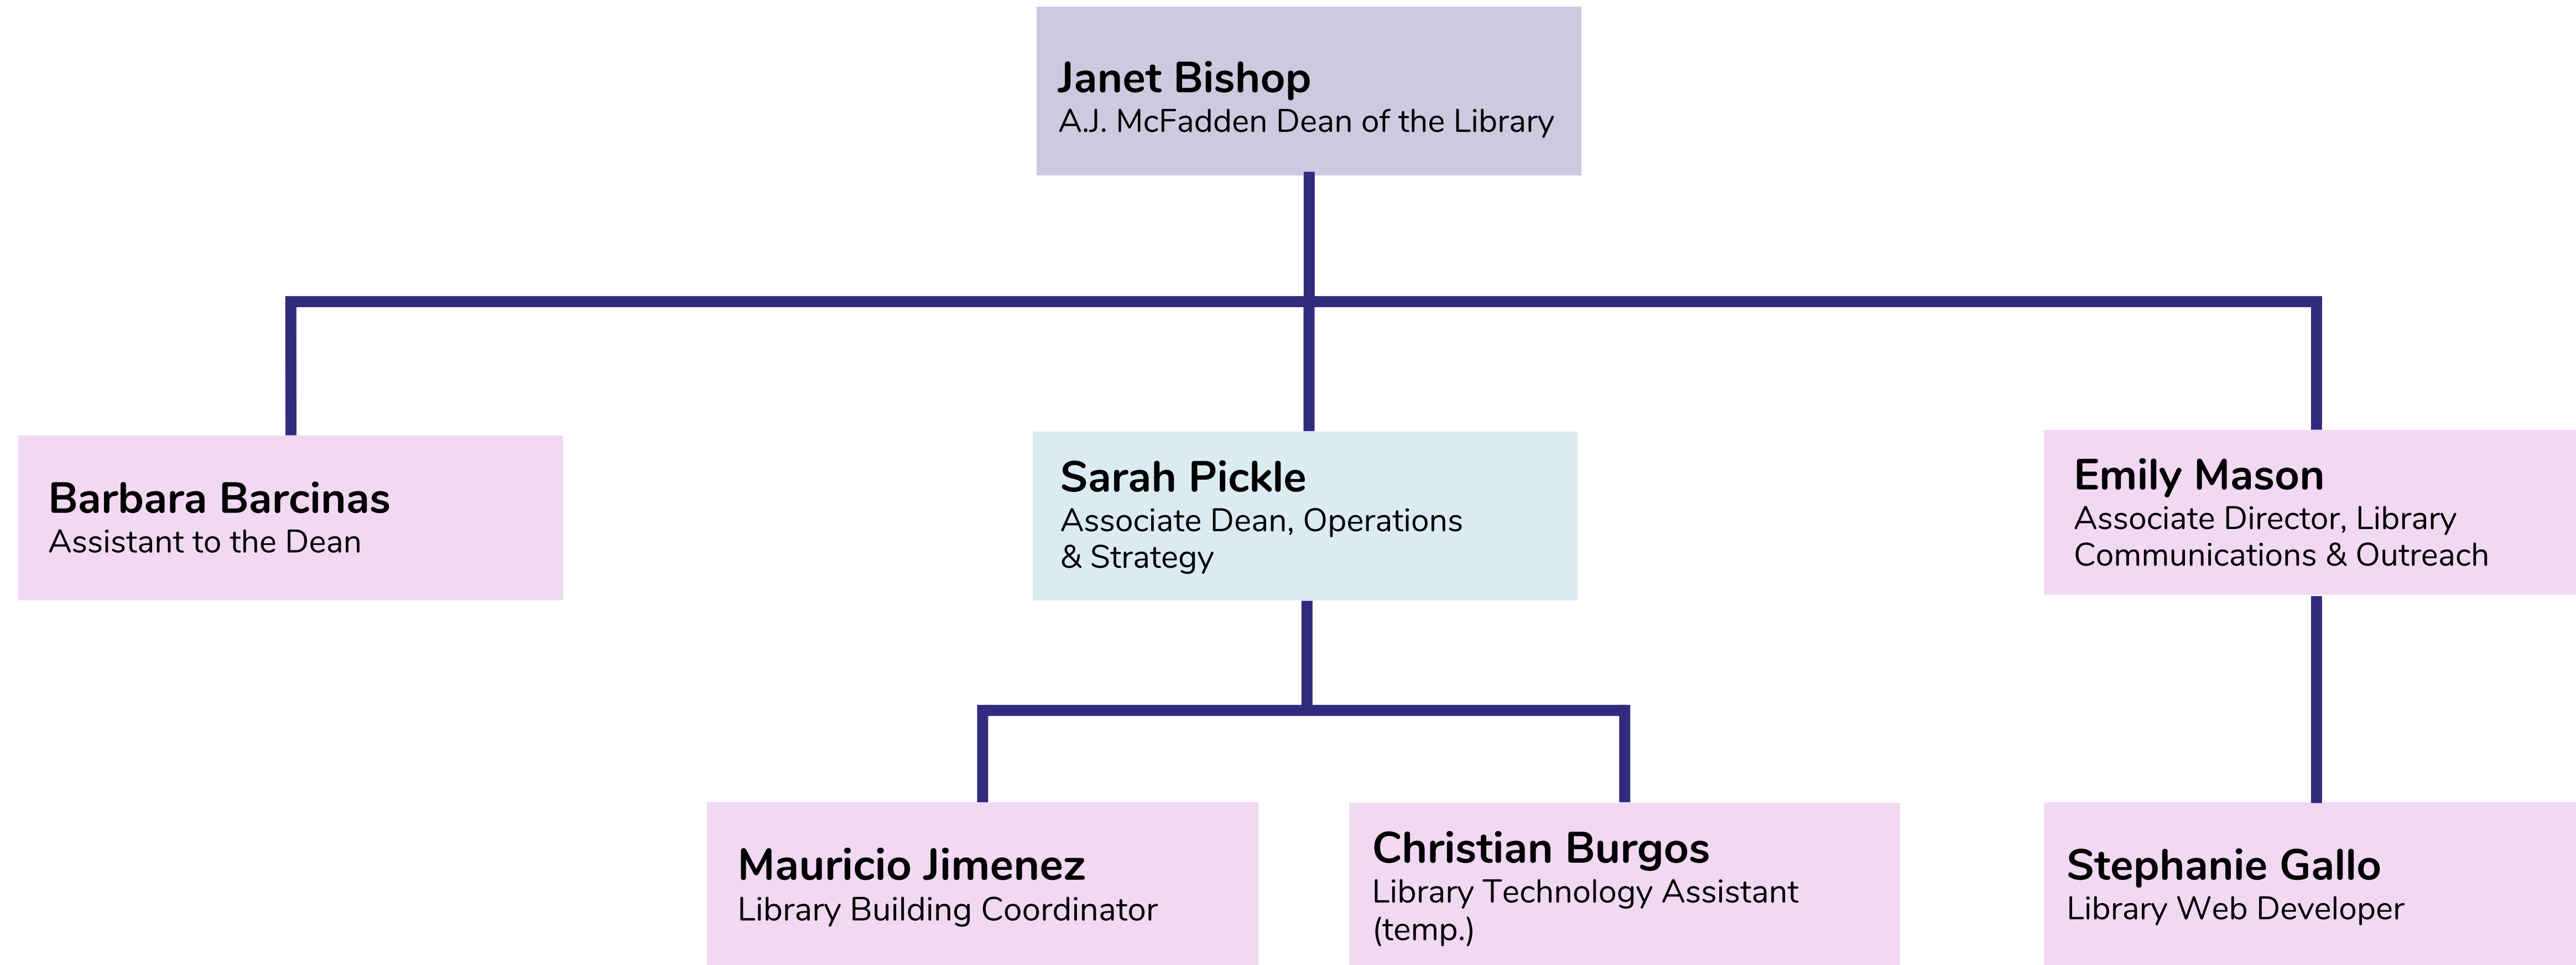 Janet Bishop
A.J. McFadden Dean of the Library
Barbara Barcinas
Assistant to the Dean
Sarah Pickle
Associate Dean, Operations
& Strategy
Emily Mason
Associate Director, Library
Communications & Outreach
Mauricio Jimenez
Library Building Coordinator
Christian Burgos
Library Technology Assistant
(temp.)
Stephanie Gallo
Library Web Developer